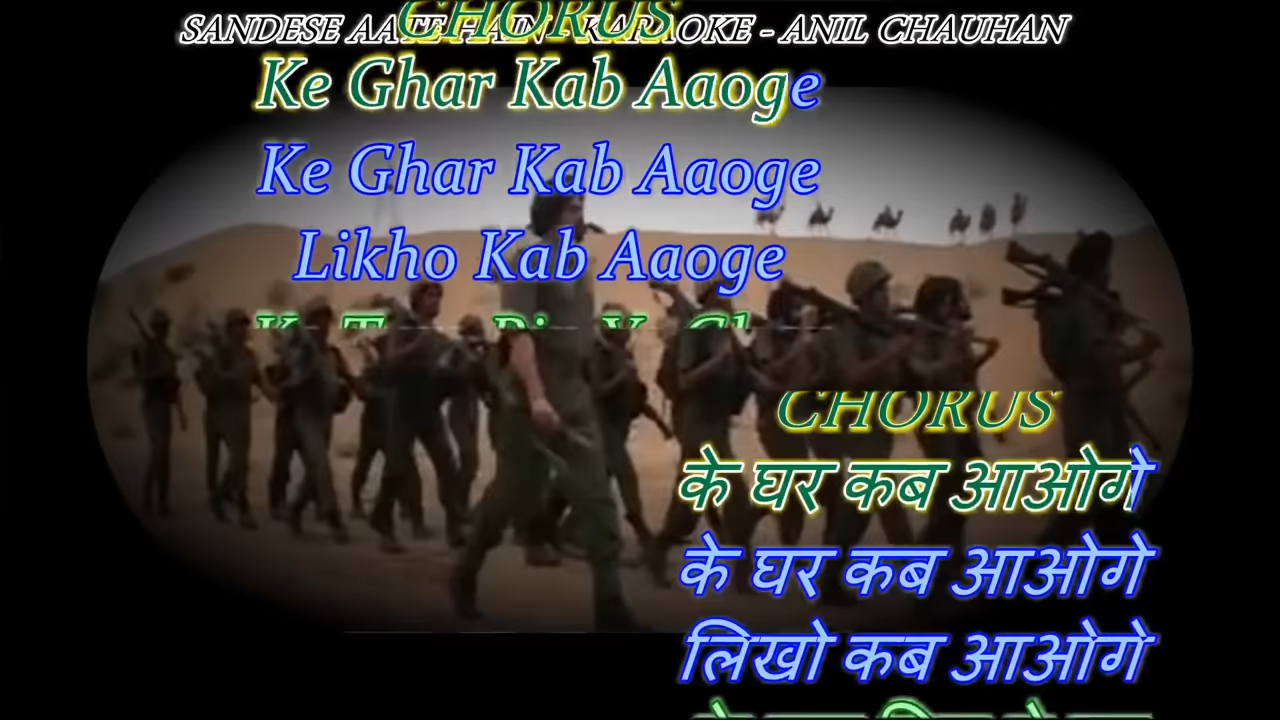 SANDESE AATE HAIN - KARAOKE - ANIL CHAUHAN
CHORUS
Ke Ghar Kab Aaoge
Ke Ghar Kab Aaoge
Likho Kab Aaoge
CHORUS
के घर कब आओगे
के घर कब आओगे
लिखो कब आओगे